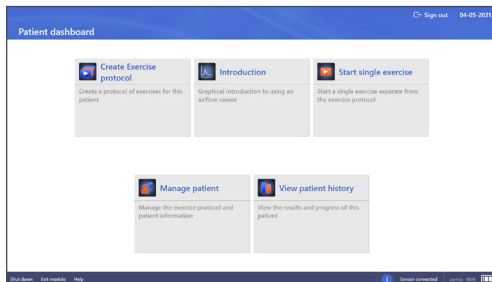 Sign out 04-05-2021
Patient dashboard
Create Exercise
protocol
Create a protocol of exercises for this
patient
Introduction
Graphical introduction to using an
airflow sensor
Start single exercise
Start a single exercise separate from
the exercise protocol
Manage patient
Manage the exercise protocol and
patient information
View patient history
View the results and progress of this
patient
Shut down Exit module Help
1 Sensor connected Laptop 100%